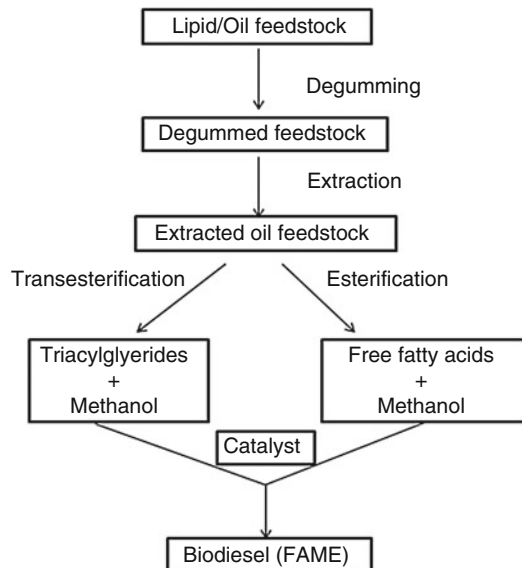 Lipid/Oil feedstock
Degumming
Degummed feedstock
Extraction
Extracted oil feedstock
Transesterification
Esterification
Triacylglyerides
+
Methanol
Free fatty acids
+
Methanol
Catalyst
Biodiesel (FAME)